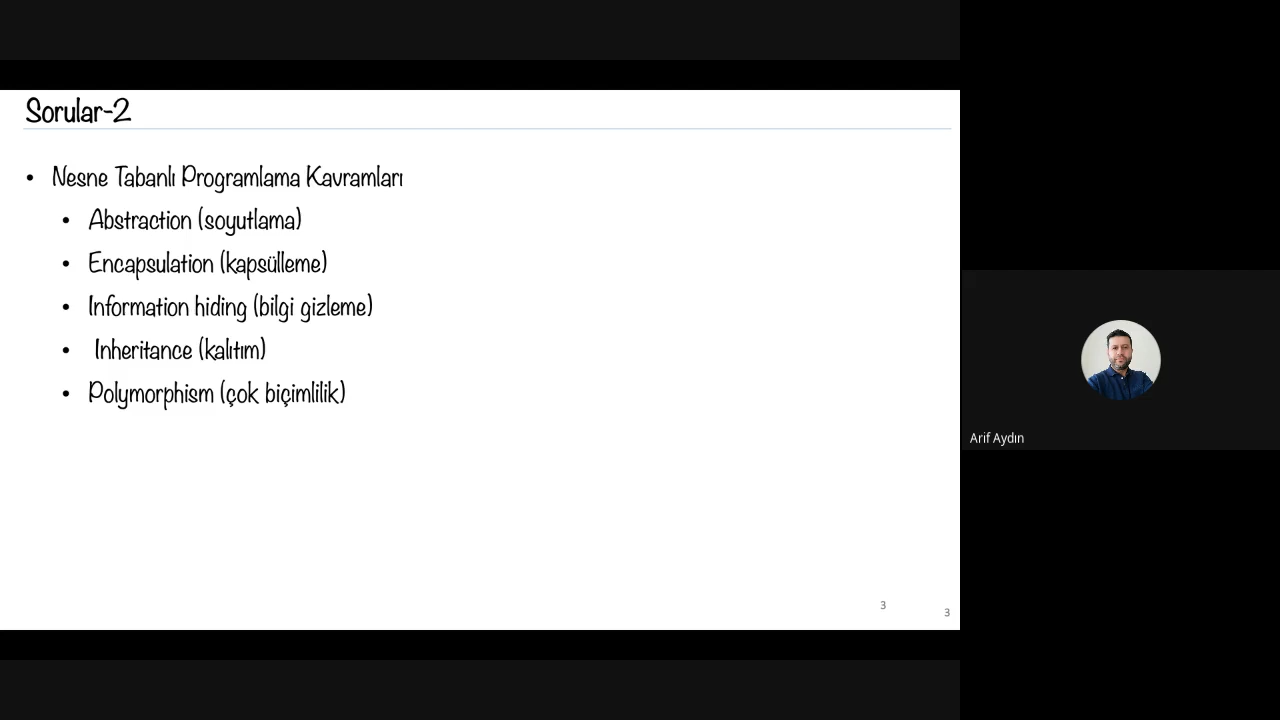 Sorular-2
• Nesne Tabanlı Programlama Kavramları
• Abstraction (soyutlama)
• Encapsulation (kapsülleme)
• Information hiding (bilgi gizleme)
• Inheritance (kalıtım)
• Polymorphism (çok biçimlilik)
3
3
Arif Aydın